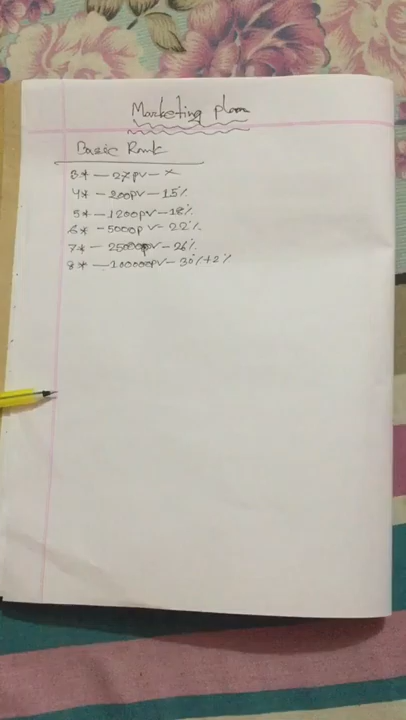 Marketing plan
Basic Rank
3* — 27pv — ×
4* — 200pv — 15%
5* — 1200pv — 18%
6* — 5000pv — 22%
7* — 25000pv — 26%
8* — 100000pv — 30%+2%